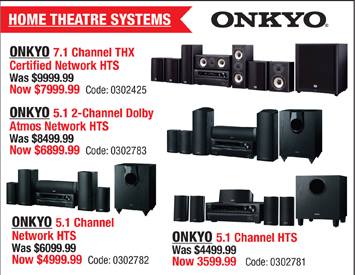 HOME THEATRE SYSTEMS
ONKYO
ONKYO 7.1 Channel THX
Certified Network HTS
Was $9999.99
Now $7999.99 Code: 0302425
ONKYO 5.1 2-Channel Dolby
Atmos Network HTS
Was $8499.99
Now $6899.99 Code: 0302783
ONKYO 5.1 Channel
Network HTS
Was $6099.99
Now $4999.99 Code: 0302782
ONKYO 5.1 Channel HTS
Was $4499.99
Now 3599.99 Code: 0302781